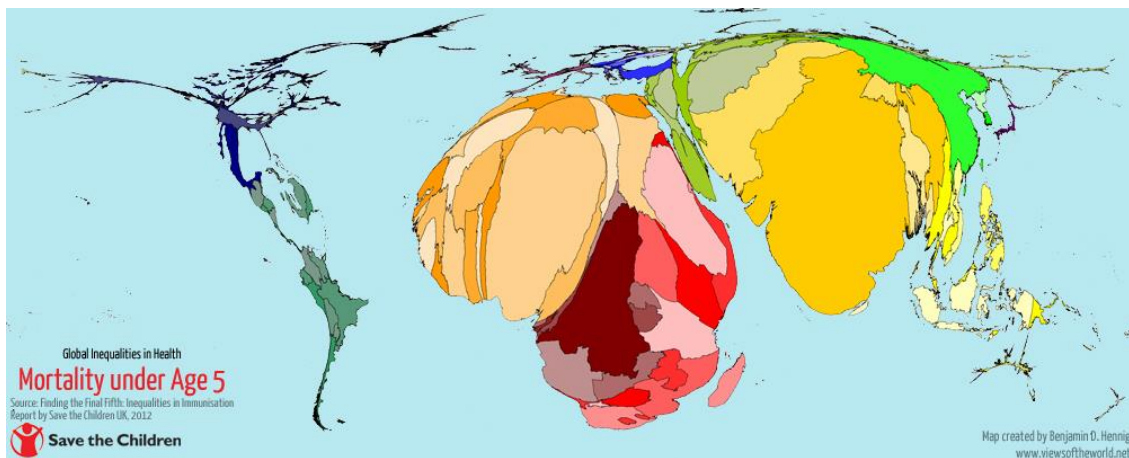 Global Inequalities in Health
Mortality under Age 5
Source: Finding the Final Fifth: Inequalities in Immunisation
Report by Save the Children UK, 2012
Save the Children
Map created by Benjamin D. Hennig
www.viewsoftheworld.net